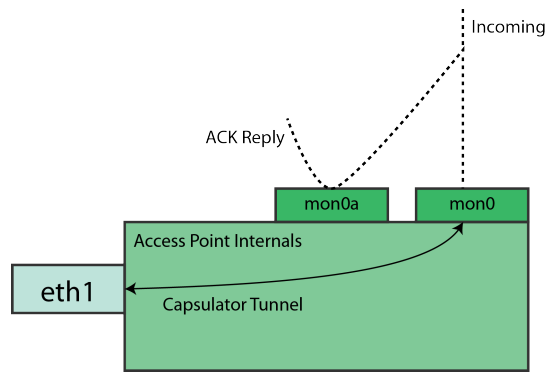 Incoming
ACK Reply
mon0a
mon0
Access Point Internals
eth1
Capsulator Tunnel